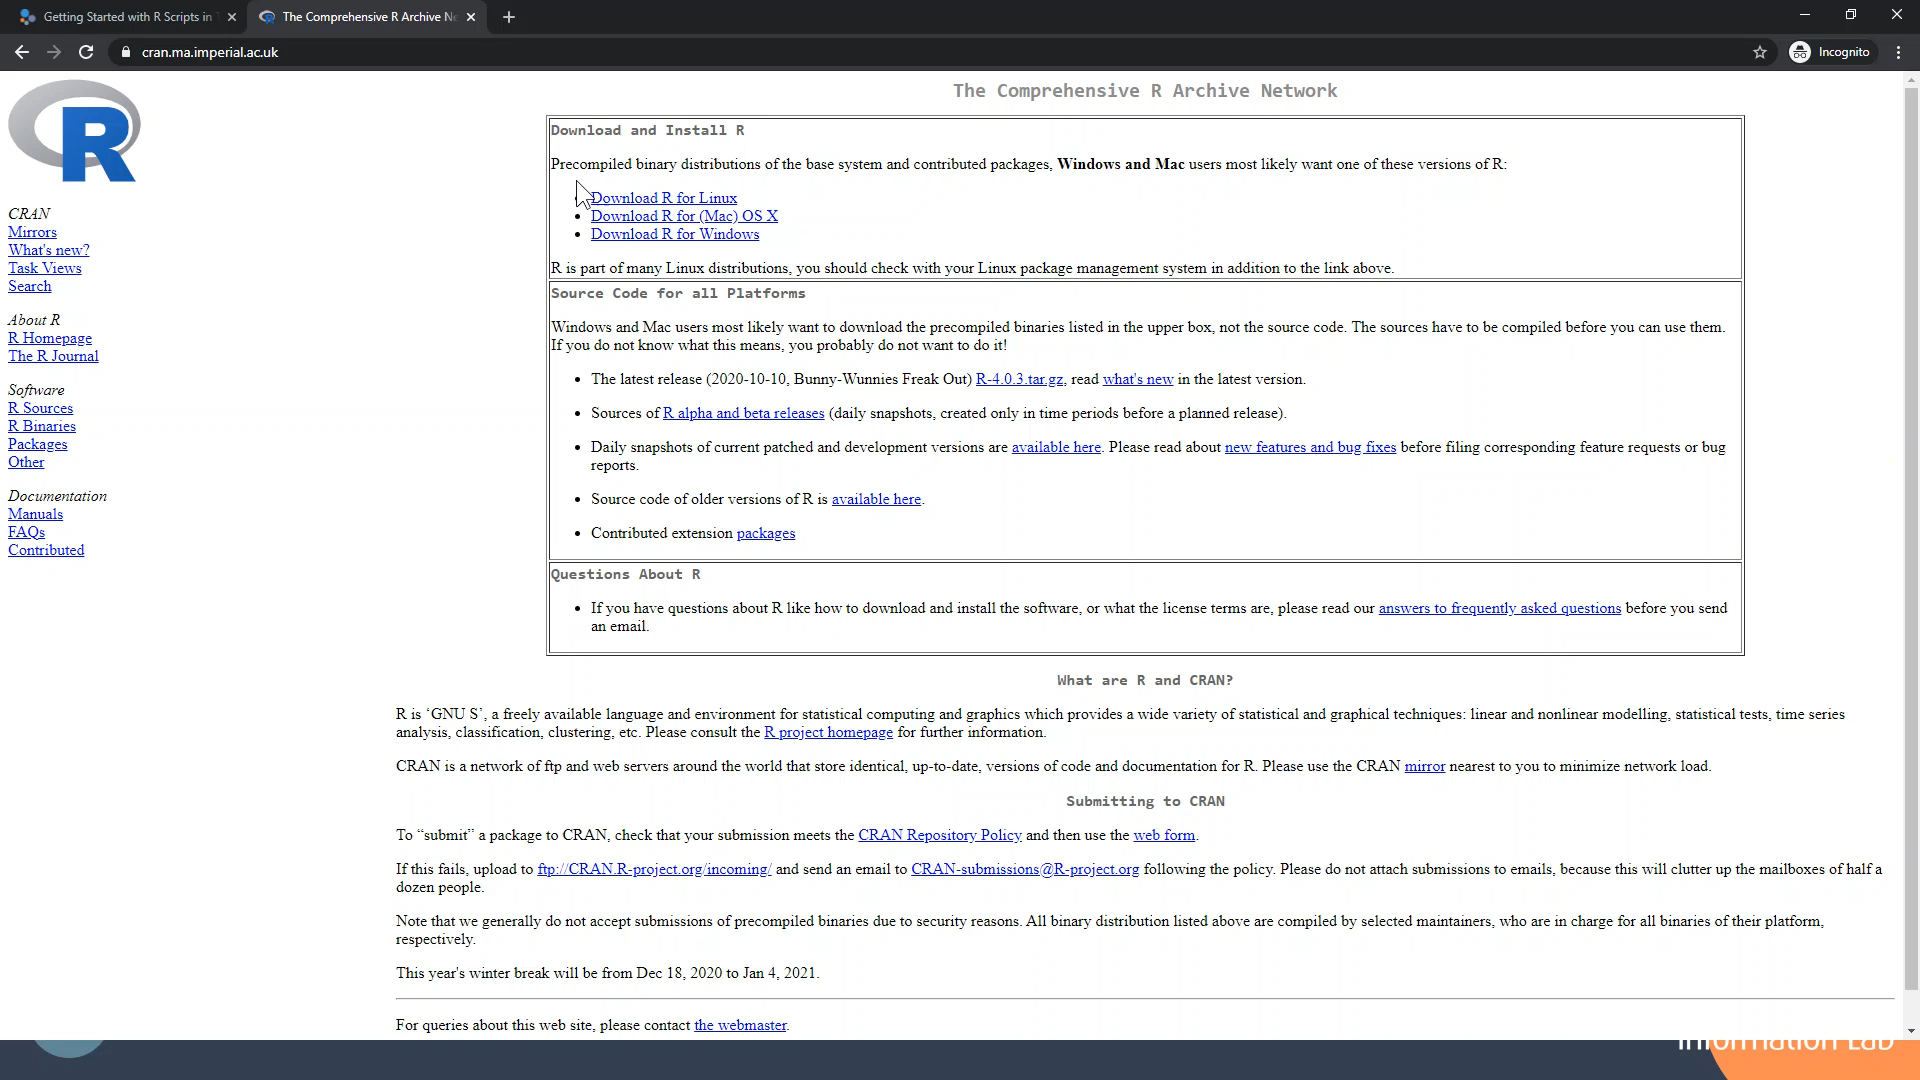 Getting Started with R Scripts in
The Comprehensive R Archive Ne
cran.ma.imperial.ac.uk
Incognito
R
CRAN
Mirrors
What's new?
Task Views
Search
About R
R Homepage
The R Journal
Software
R Sources
R Binaries
Packages
Other
Documentation
Manuals
FAQs
Contributed
The Comprehensive R Archive Network
Download and Install R
Precompiled binary distributions of the base system and contributed packages, Windows and Mac users most likely want one of these versions of R:
Download R for Linux
Download R for (Mac) OS X
Download R for Windows
R is part of many Linux distributions, you should check with your Linux package management system in addition to the link above.
Source Code for all Platforms
Windows and Mac users most likely want to download the precompiled binaries listed in the upper box, not the source code. The sources have to be compiled before you can use them.
If you do not know what this means, you probably do not want to do it!
The latest release (2020-10-10, Bunny-Wunnies Freak Out) R-4.0.3.tar.gz, read what's new in the latest version.
Sources of R alpha and beta releases (daily snapshots, created only in time periods before a planned release).
Daily snapshots of current patched and development versions are available here. Please read about new features and bug fixes before filing corresponding feature requests or bug
reports.
Source code of older versions of R is available here.
Contributed extension packages
Questions About R
If you have questions about R like how to download and install the software, or what the license terms are, please read our answers to frequently asked questions before you send
an email.
What are R and CRAN?
R is ‘GNU S’, a freely available language and environment for statistical computing and graphics which provides a wide variety of statistical and graphical techniques: linear and nonlinear modelling, statistical tests, time series
analysis, classification, clustering, etc. Please consult the R project homepage for further information.
CRAN is a network of ftp and web servers around the world that store identical, up-to-date, versions of code and documentation for R. Please use the CRAN mirror nearest to you to minimize network load.
Submitting to CRAN
To “submit” a package to CRAN, check that your submission meets the CRAN Repository Policy and then use the web form.
If this fails, upload to ftp://CRAN.R-project.org/incoming/ and send an email to CRAN-submissions@R-project.org following the policy. Please do not attach submissions to emails, because this will clutter up the mailboxes of half a
dozen people.
Note that we generally do not accept submissions of precompiled binaries due to security reasons. All binary distribution listed above are compiled by selected maintainers, who are in charge for all binaries of their platform,
respectively.
This year's winter break will be from Dec 18, 2020 to Jan 4, 2021.
For queries about this web site, please contact the webmaster.
Information Lab